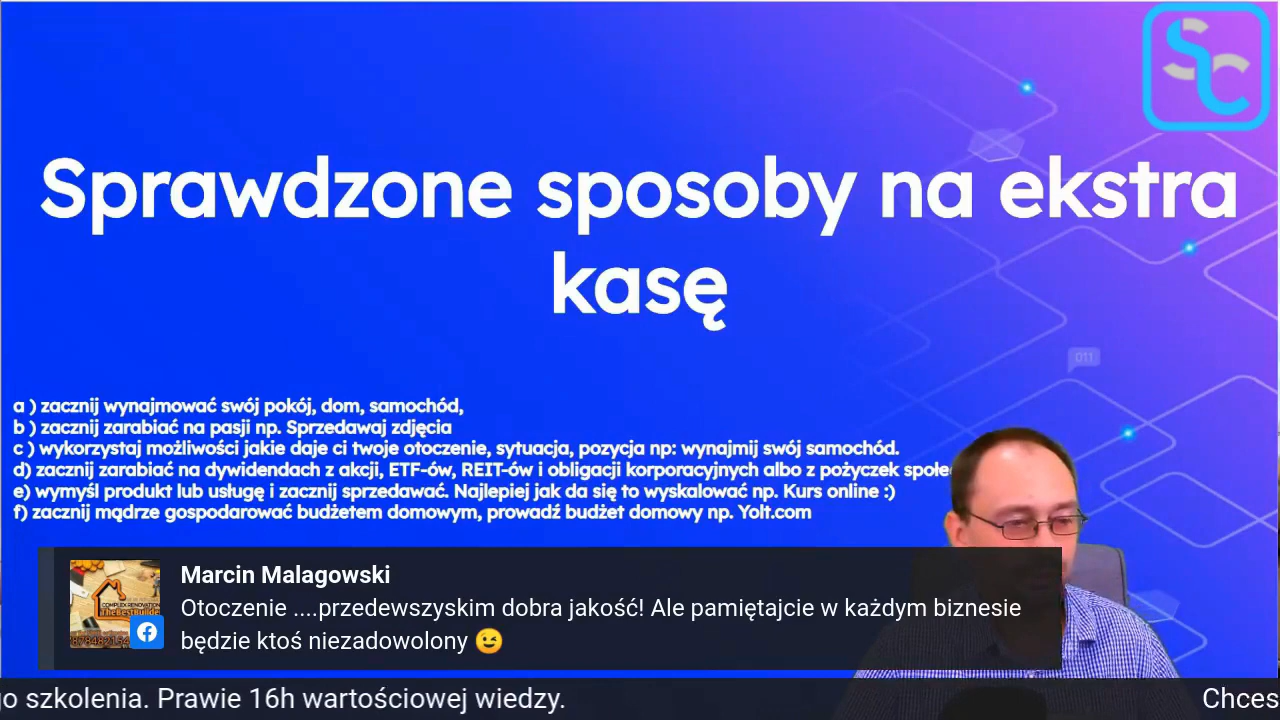 SC
Sprawdzone sposoby na ekstra
kasę
011
a ) zacznij wynajmować swój pokój, dom, samochód,
b ) zacznij zarabiać na pasji np. Sprzedawaj zdjęcia
c ) wykorzystaj możliwości jakie daje ci twoje otoczenie, sytuacja, pozycja np: wynajmij swój samochód.
d) zacznij zarabiać na dywidendach z akcji, ETF-ów, REIT-ów i obligacji korporacyjnych albo z pożyczek
e) wymyśl produkt lub usługę i zacznij sprzedawać. Najlepiej jak da się to wyskalować np. Kurs online :)
f) zacznij mądrze gospodarować budżetem domowym, prowadź budżet domowy np. Yolt.com
Marcin Malagowski
Otoczenie ....przedewszyskim dobra jakość! Ale pamiętajcie w każdym biznesie
będzie ktoś niezadowolony 😉
szkolenia. Prawie 16h wartościowej wiedzy.